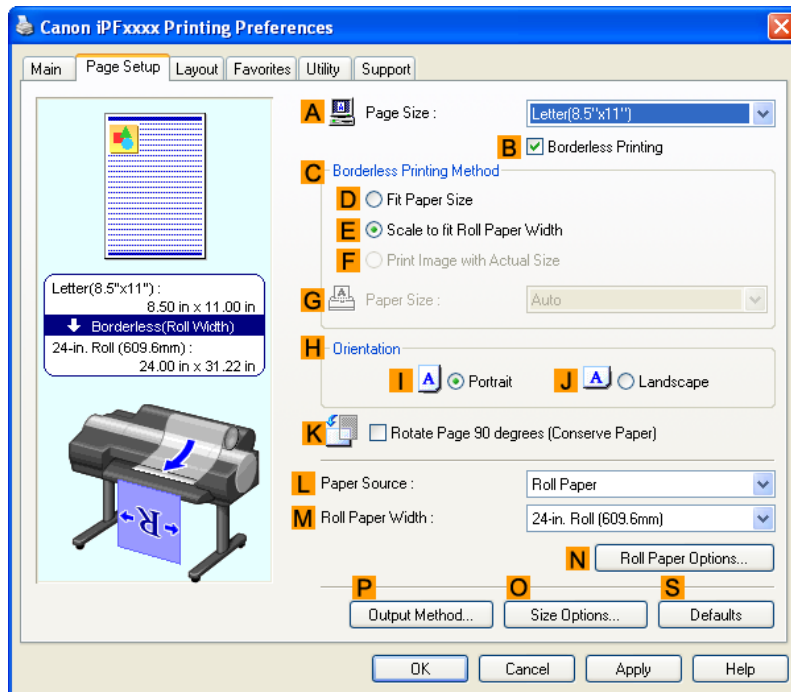 Canon iPFxxxx Printing Preferences
Main Page Setup Layout Favorites Utility Support
A Page Size : Letter(8.5"x11")
B Borderless Printing
C Borderless Printing Method
D Fit Paper Size
E Scale to fit Roll Paper Width
F Print Image with Actual Size
G Paper Size : Auto
Letter(8.5"x11") :
8.50 in x 11.00 in
Borderless(Roll Width)
24-in. Roll (609.6mm) :
24.00 in x 31.22 in
H Orientation
I A Portrait J A Landscape
K Rotate Page 90 degrees (Conserve Paper)
R
L Paper Source : Roll Paper
M Roll Paper Width : 24-in. Roll (609.6mm)
N Roll Paper Options...
P O S
Output Method... Size Options... Defaults
OK Cancel Apply Help